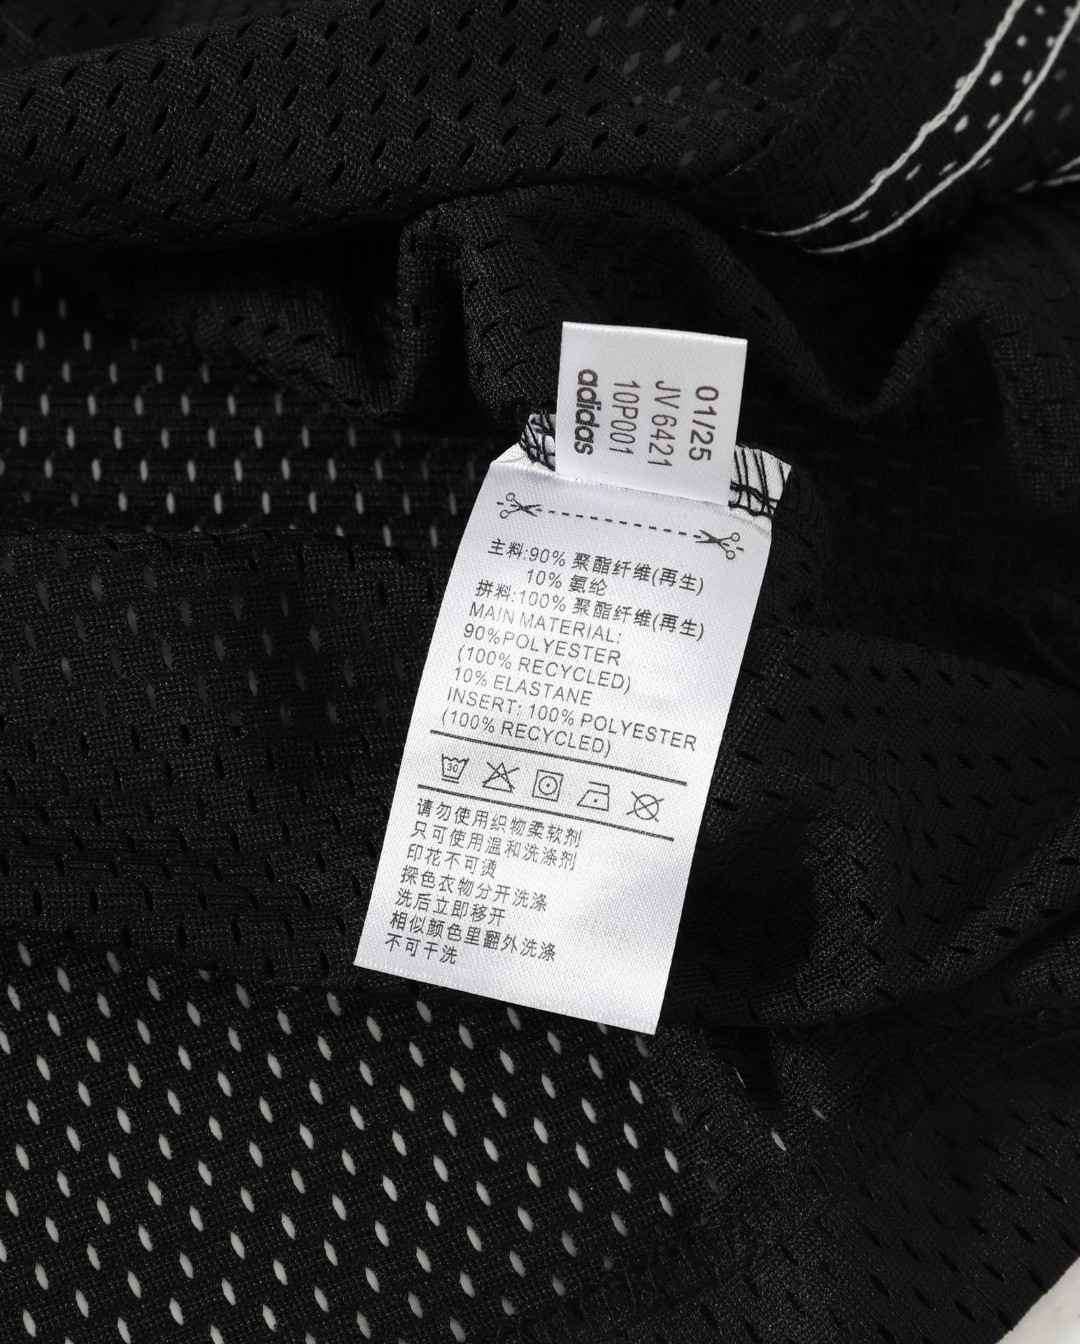 adidas
10P001
JV6421
01/25
主料:90% 聚酯纤维(再生)
10% 氨纶
拼料:100% 聚酯纤维(再生)
MAIN MATERIAL:
90%POLYESTER
(100% RECYCLED)
10% ELASTANE
INSERT: 100% POLYESTER
(100% RECYCLED)
30
请勿使用织物柔软剂
只可使用温和洗涤剂
印花不可烫
探色衣物分开洗涤
洗后立即移开
相似颜色里翻外洗涤
不可干洗